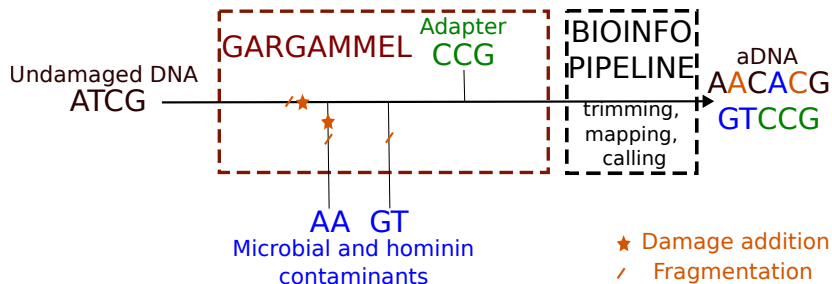 Undamaged DNA
ATCG
GARGAMMEL
Adapter
CCG
BIOINFO
PIPELINE
trimming,
mapping,
calling
aDNA
AACACG
GTCCG
AA GT
Microbial and hominin
contaminants
Damage addition
Fragmentation